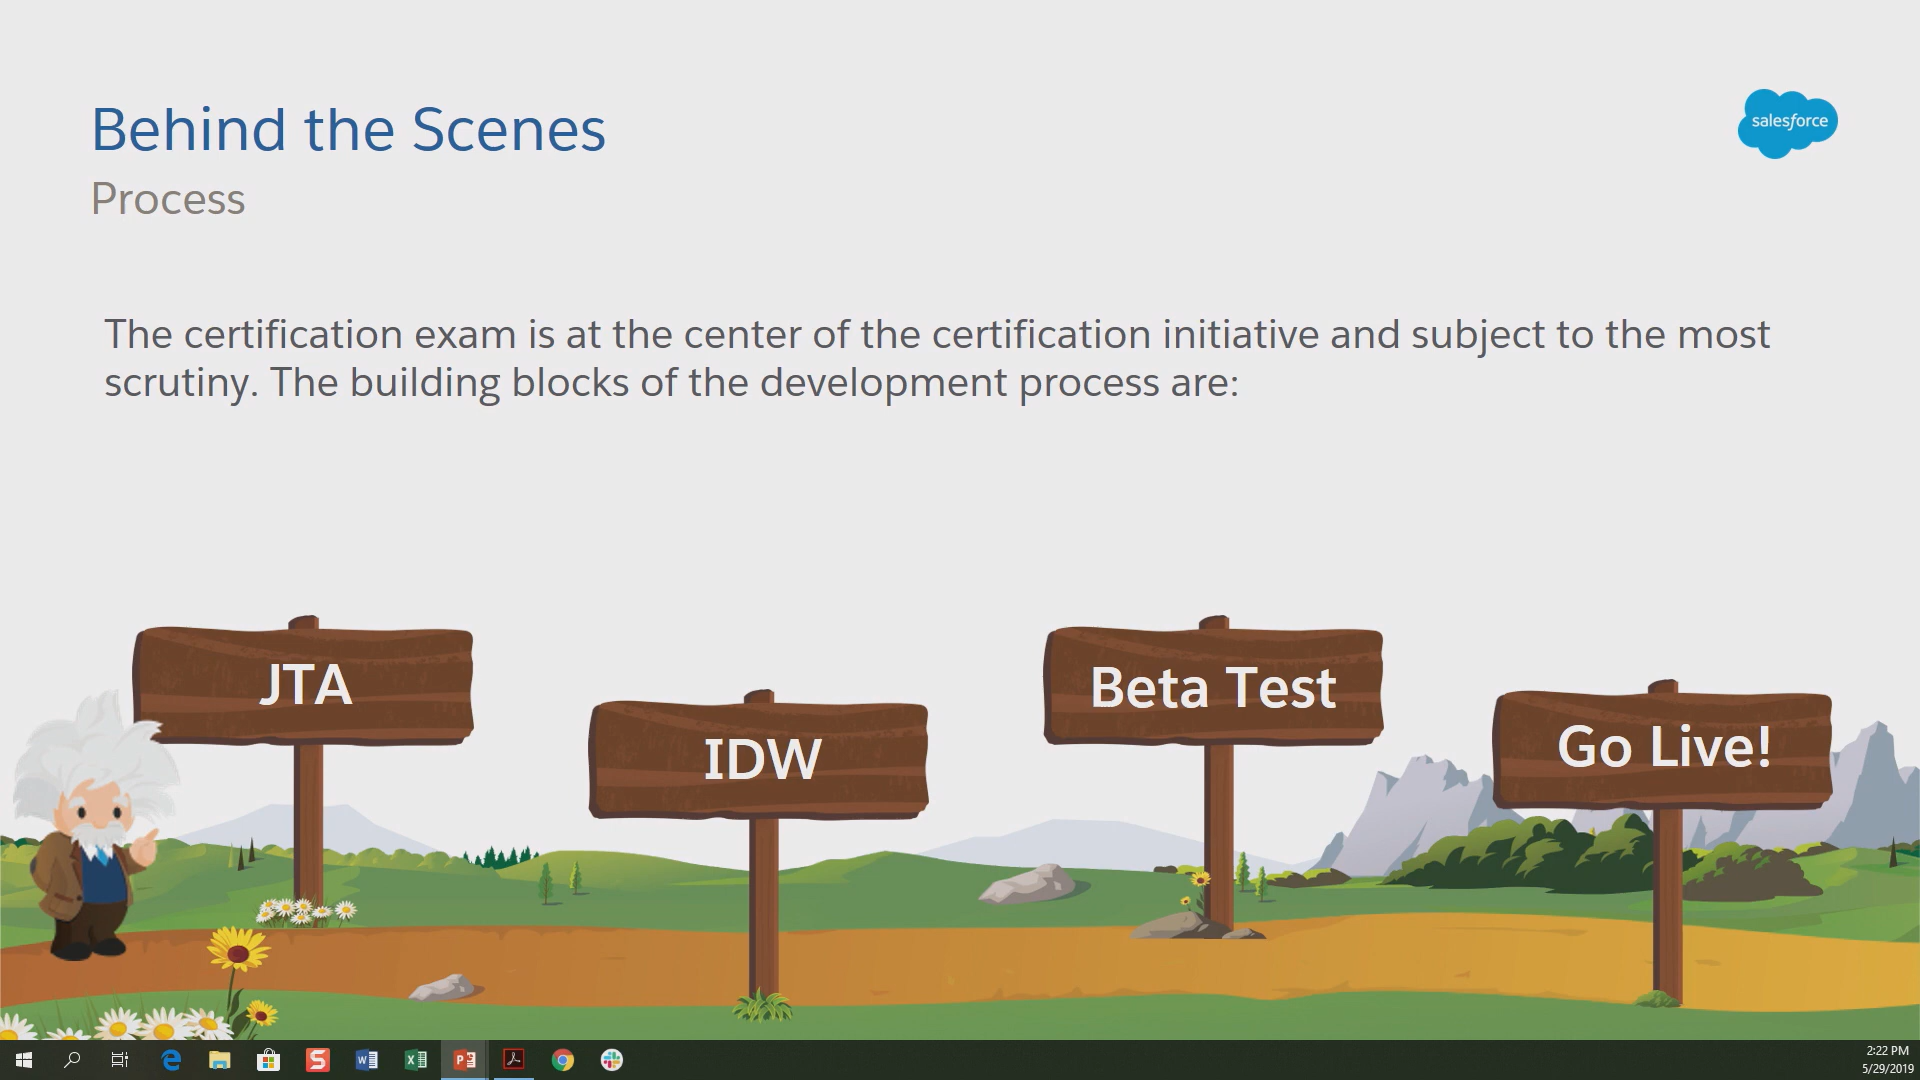 Behind the Scenes
salesforce
Process
The certification exam is at the center of the certification initiative and subject to the most
scrutiny. The building blocks of the development process are:
JTA
IDW
Beta Test
Go Live!
2:22 PM
5/29/2019